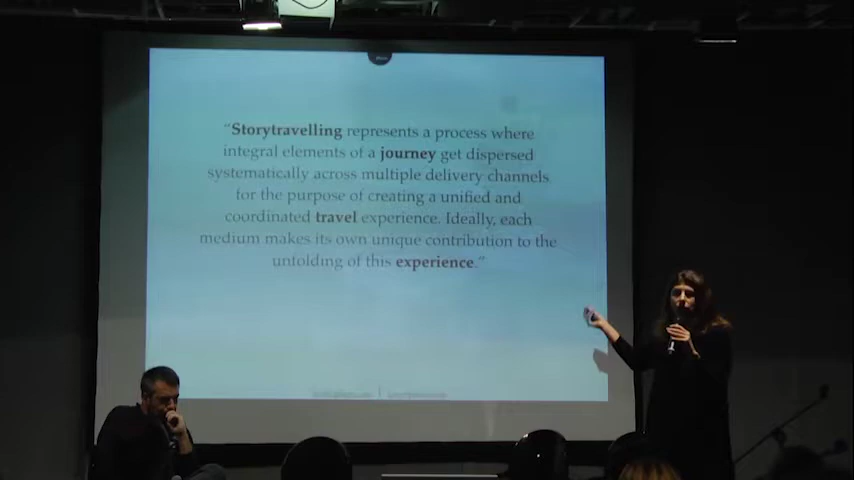 “Storytravelling represents a process where
integral elements of a journey get dispersed
systematically across multiple delivery channels
for the purpose of creating a unified and
coordinated travel experience. Ideally, each
medium makes its own unique contribution to the
unfolding of this experience.”